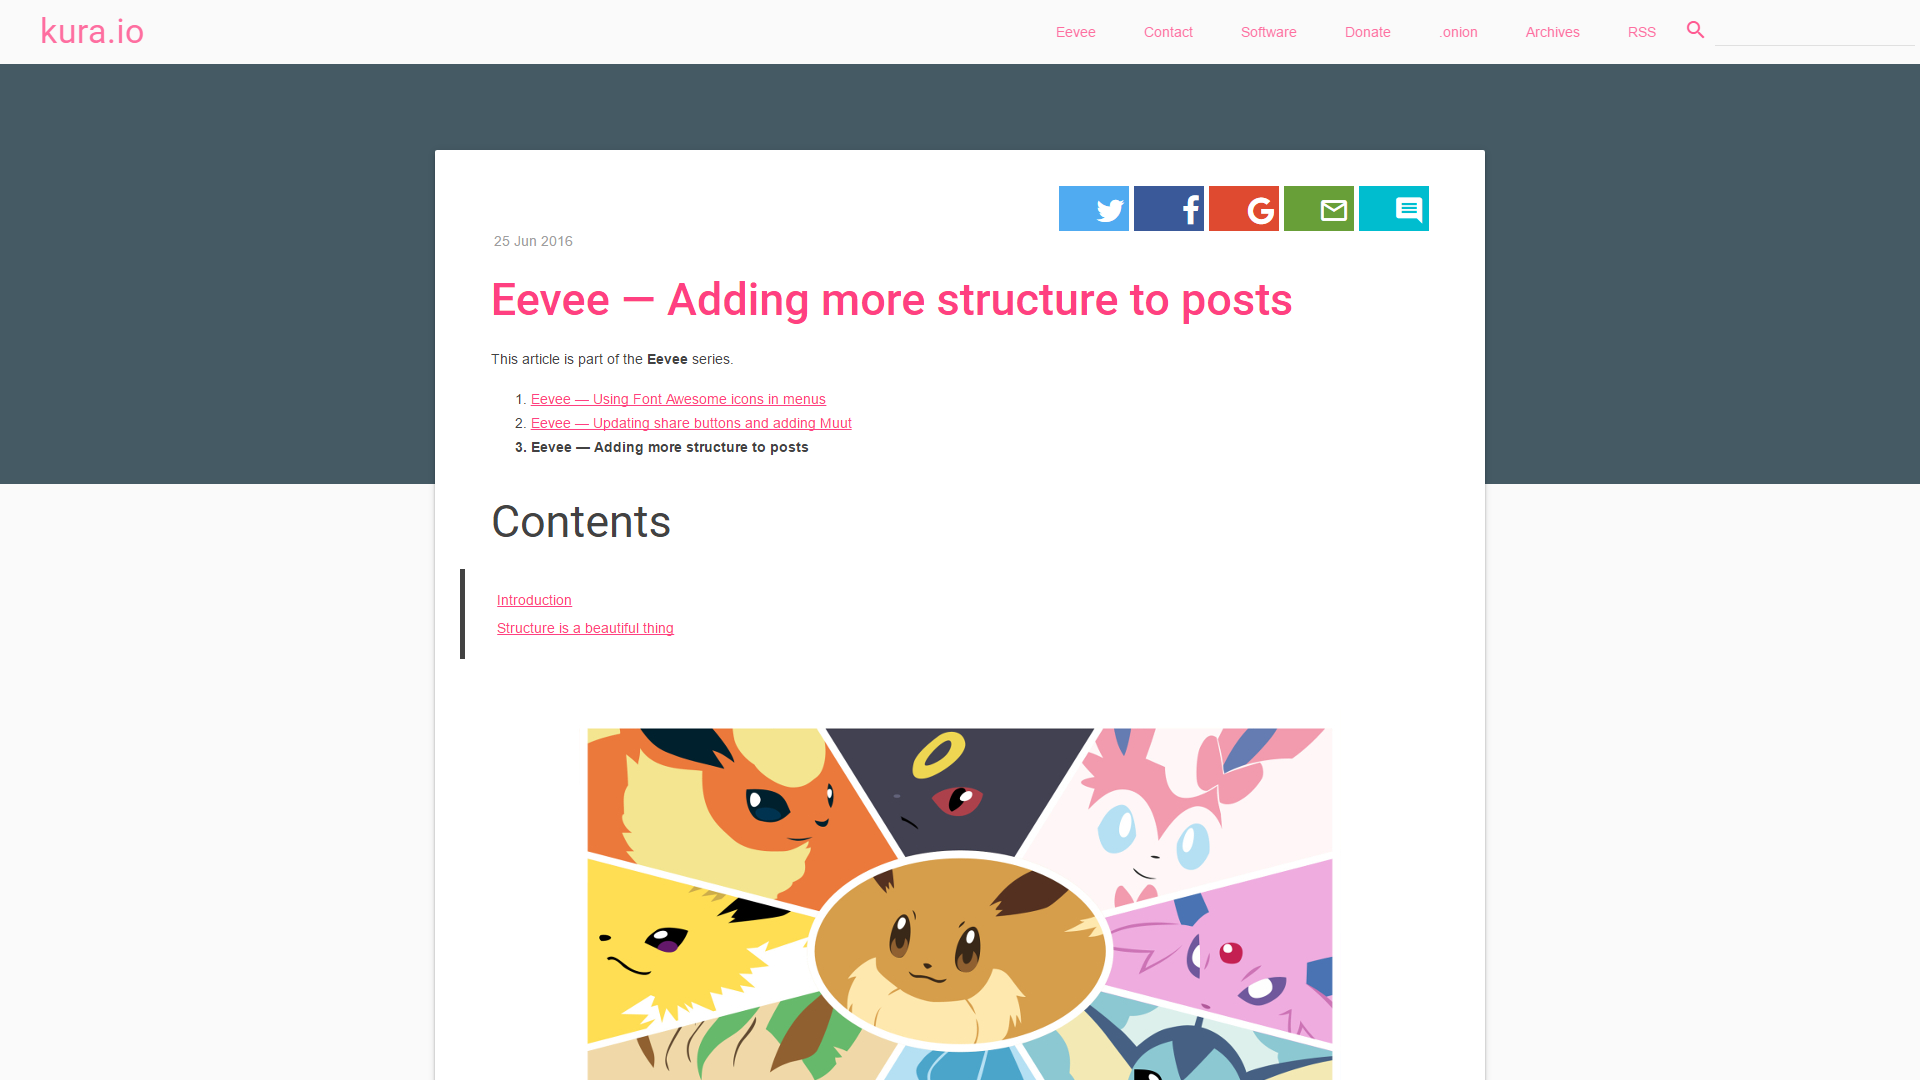 kura.io
Eevee Contact Software Donate .onion Archives RSS
25 Jun 2016
Eevee — Adding more structure to posts
This article is part of the Eevee series.
1. Eevee — Using Font Awesome icons in menus
2. Eevee — Updating share buttons and adding Muut
3. Eevee — Adding more structure to posts
Contents
Introduction
Structure is a beautiful thing